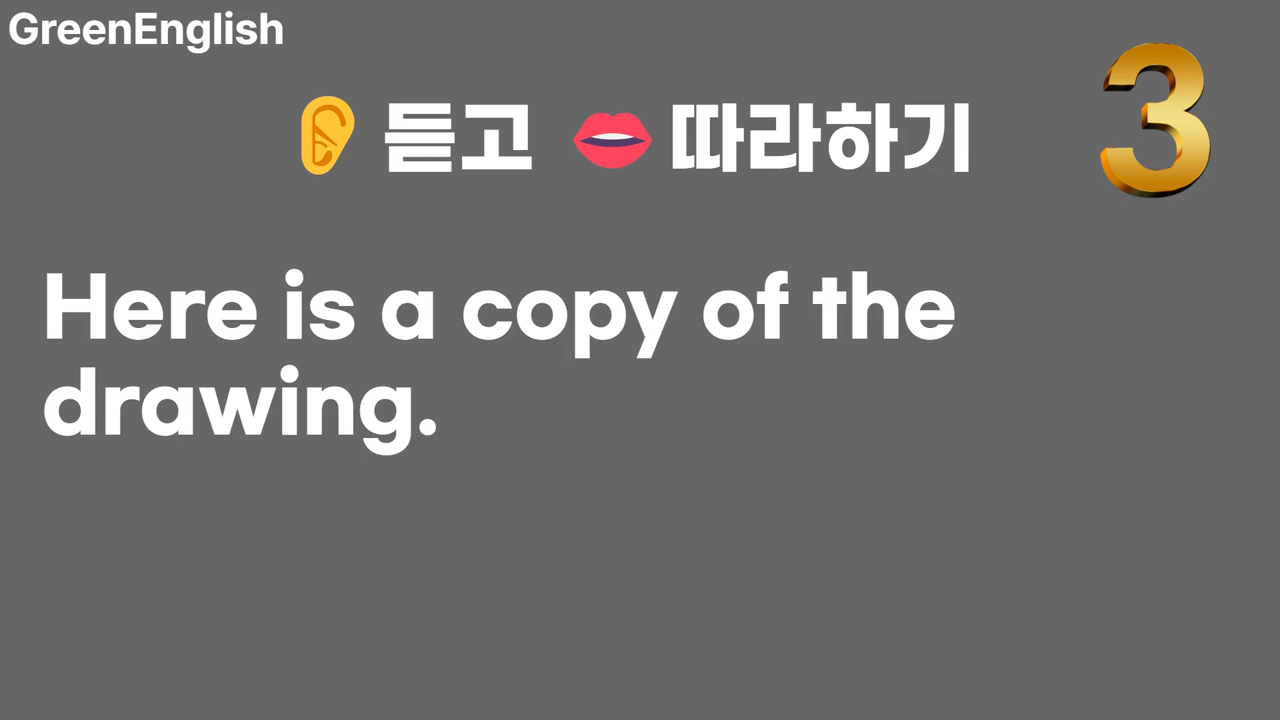 GreenEnglish
듣고 따라하기
3
Here is a copy of the
drawing.